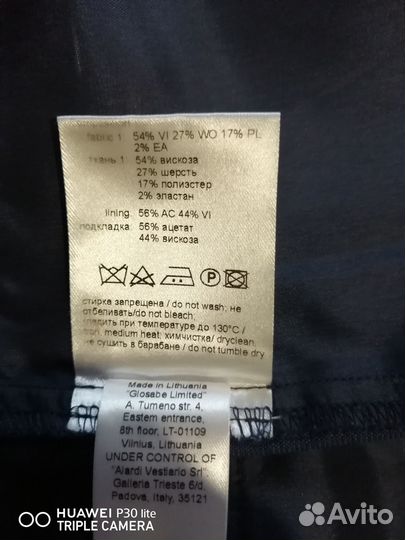 fabric 1: 54% VI 27% WO 17% PL
2% EA
ткань 1: 54% вискоза
27% шерсть
17% полиэстер
2% эластан
lining: 56% AC 44% VI
подкладка: 56% ацетат
44% вискоза
P
стирка запрещена / do not wash; не
отбеливать/do not bleach;
гладить при температуре до 130°C /
iron, medium heat; химчистка/ dryclean;
не сушить в барабане / do not tumble dry
Made in Lithuania
"Glosabe Limited"
A. Tumeno str. 4,
Eastern entrance,
8th floor, LT-01109
Vilnius, Lithuania
UNDER CONTROL OF
"Alardi Vestiario Srl";
Galleria Trieste 6/5
Padova, Italy, 35121
HUAWEI P30 lite
TRIPLE CAMERA
Avito